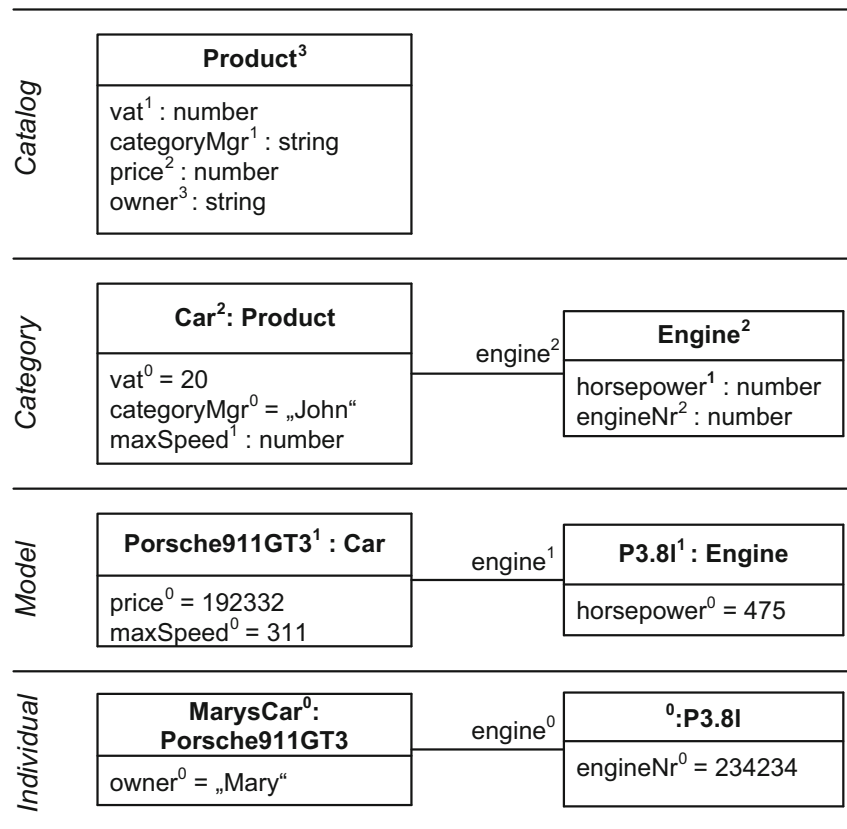 Catalog
Product³
vat¹ : number
categoryMgr¹ : string
price² : number
owner³ : string
Category
Car²: Product
vat⁰ = 20
categoryMgr⁰ = „John“
maxSpeed¹ : number
engine²
Engine²
horsepower¹ : number
engineNr² : number
Model
Porsche911GT3¹ : Car
price⁰ = 192332
maxSpeed⁰ = 311
engine¹
P3.8l¹ : Engine
horsepower⁰ = 475
Individual
MarysCar⁰:
Porsche911GT3
owner⁰ = „Mary“
engine⁰
⁰:P3.8l
engineNr⁰ = 234234